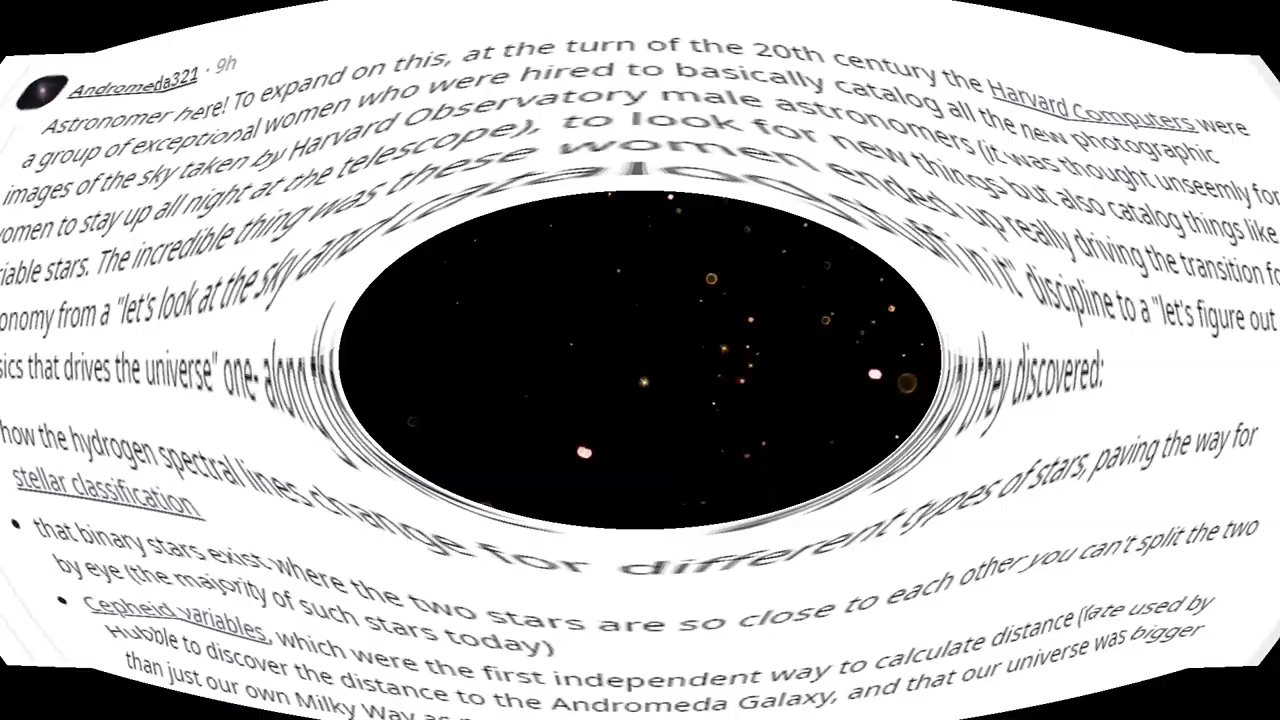 Andromeda321 · 9h
Astronomer here! To expand on this, at the turn of the 20th century the Harvard Computers were
a group of exceptional women who were hired to basically catalog all the new photographic
images of the sky taken by Harvard Observatory male astronomers (it was thought unseemly for
women to stay up all night at the telescope), to look for new things but also catalog things like
riable stars. The incredible thing was these women ended up really driving the transition fo
onomy from a "let's look at the sky and in it" discipline to a "let's figure out
sics that drives the universe" one- along they discovered:
how the hydrogen spectral lines change for different types of stars, paving the way for
stellar classification
• that binary stars exist where the two stars are so close to each other you can't split the two
by eye (the majority of such stars today)
• Cepheid variables, which were the first independent way to calculate distance (late used by
Hubble to discover the distance to the Andromeda Galaxy, and that our universe was bigger
than just our own Milky Way as